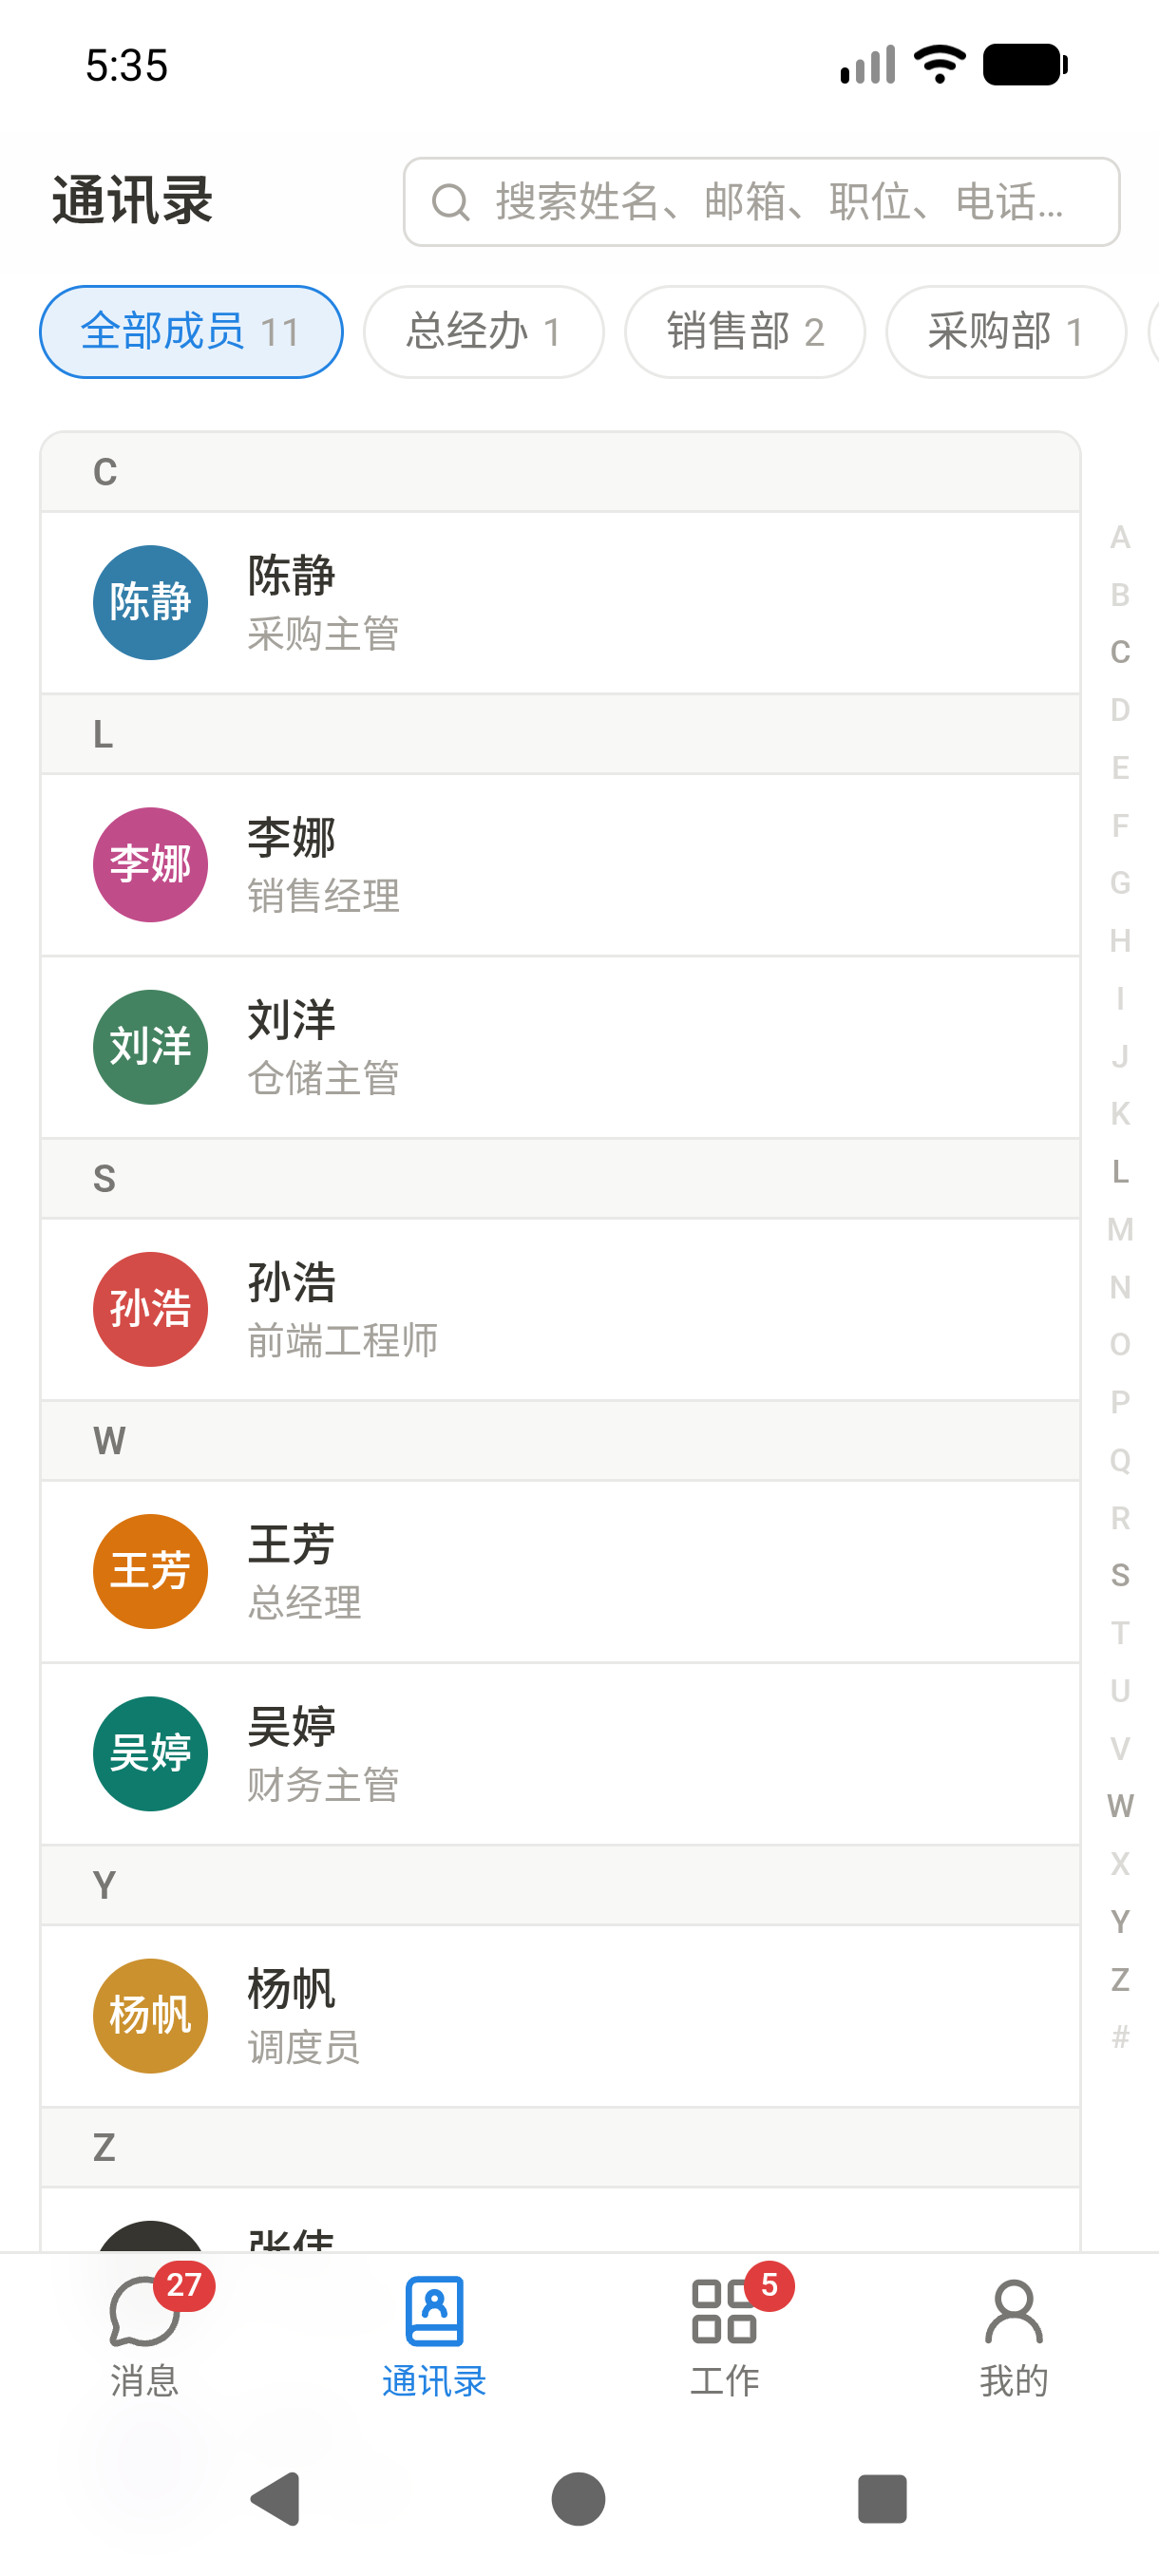 5:35
通讯录
搜索姓名、邮箱、职位、电话...
全部成员 11
总经办 1
销售部 2
采购部 1
C
陈静
陈静
采购主管
L
李娜
李娜
销售经理
刘洋
刘洋
仓储主管
S
孙浩
孙浩
前端工程师
W
王芳
王芳
总经理
吴婷
吴婷
财务主管
Y
杨帆
杨帆
调度员
Z
张伟
A
B
C
D
E
F
G
H
I
J
K
L
M
N
O
P
Q
R
S
T
U
V
W
X
Y
Z
#
27
消息
通讯录
5
工作
我的